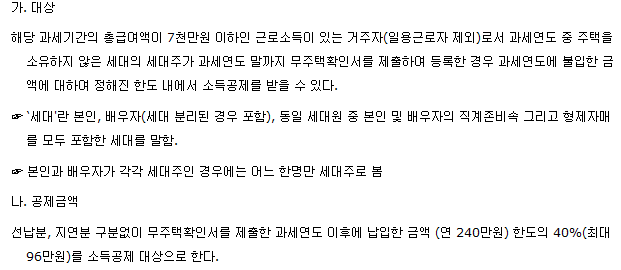 가. 대상
해당 과세기간의 총급여액이 7천만원 이하인 근로소득이 있는 거주자(일용근로자 제외)로서 과세연도 중 주택을
소유하지 않은 세대의 세대주가 과세연도 말까지 무주택확인서를 제출하여 등록한 경우 과세연도에 불입한 금
액에 대하여 정해진 한도 내에서 소득공제를 받을 수 있다.
☞ '세대'란 본인, 배우자(세대 분리된 경우 포함), 동일 세대원 중 본인 및 배우자의 직계존비속 그리고 형제자매
를 모두 포함한 세대를 말함.
☞ 본인과 배우자가 각각 세대주인 경우에는 어느 한명만 세대주로 봄
나. 공제금액
선납분, 지연분 구분없이 무주택확인서를 제출한 과세연도 이후에 납입한 금액 (연 240만원) 한도의 40%(최대
96만원)를 소득공제 대상으로 한다.